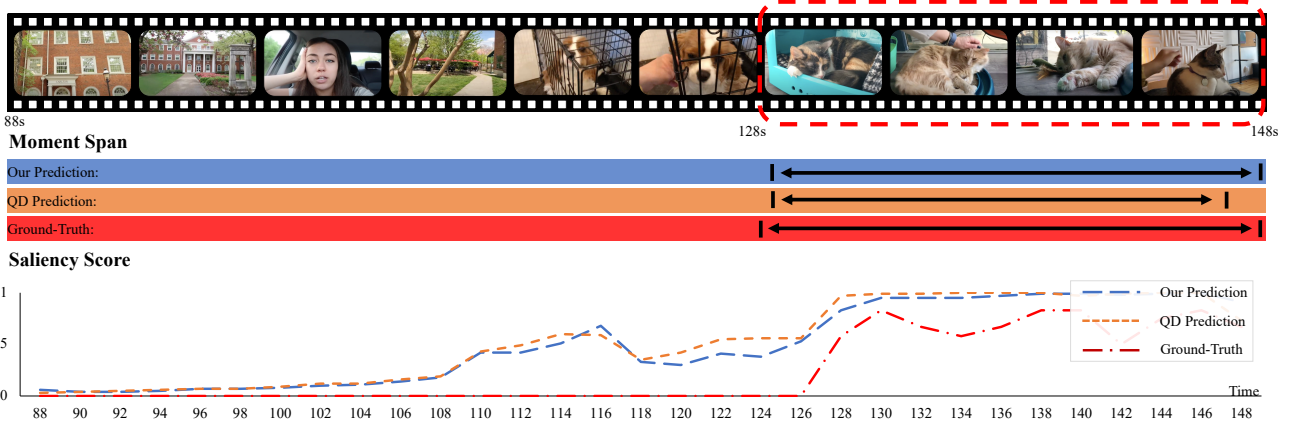 88s
128s
148s
Moment Span
Our Prediction:
QD Prediction:
Ground-Truth:
Saliency Score
1
5
0
Our Prediction
QD Prediction
Ground-Truth
Time
88 90 92 94 96 98 100 102 104 106 108 110 112 114 116 118 120 122 124 126 128 130 132 134 136 138 140 142 144 146 148